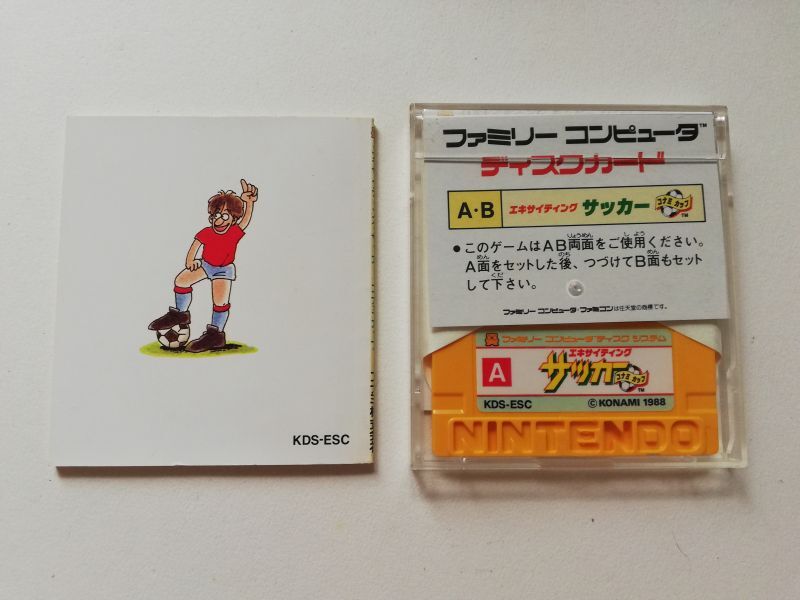 KDS-ESC
ファミリー コンピュータ™
ディスクカード
A・B エキサイティング サッカー コナミ カップ ™
●このゲームはAB両面をご使用ください。
A面をセットした後、つづけてB面もセット
して下さい。
ファミリー コンピュータ・ファミコンは任天堂の商標です。
ファミリー コンピュータ ディスク システム
エキサイティング
A サッカー コナミ カップ
KDS-ESC ©KONAMI 1988
NINTENDO